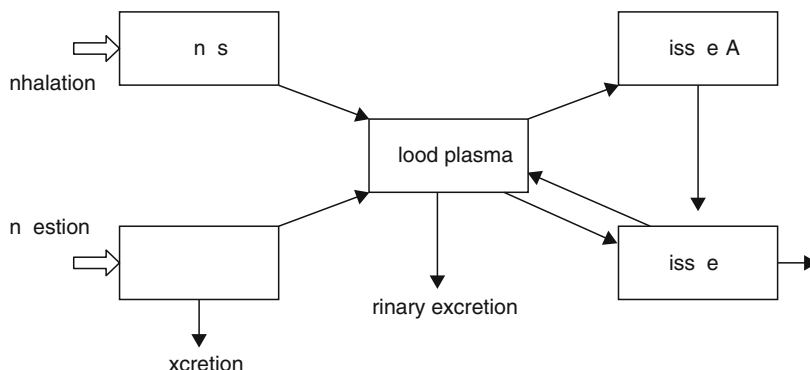 n s
iss e A
nhalation
lood plasma
n estion
iss e
rinary excretion
xcretion